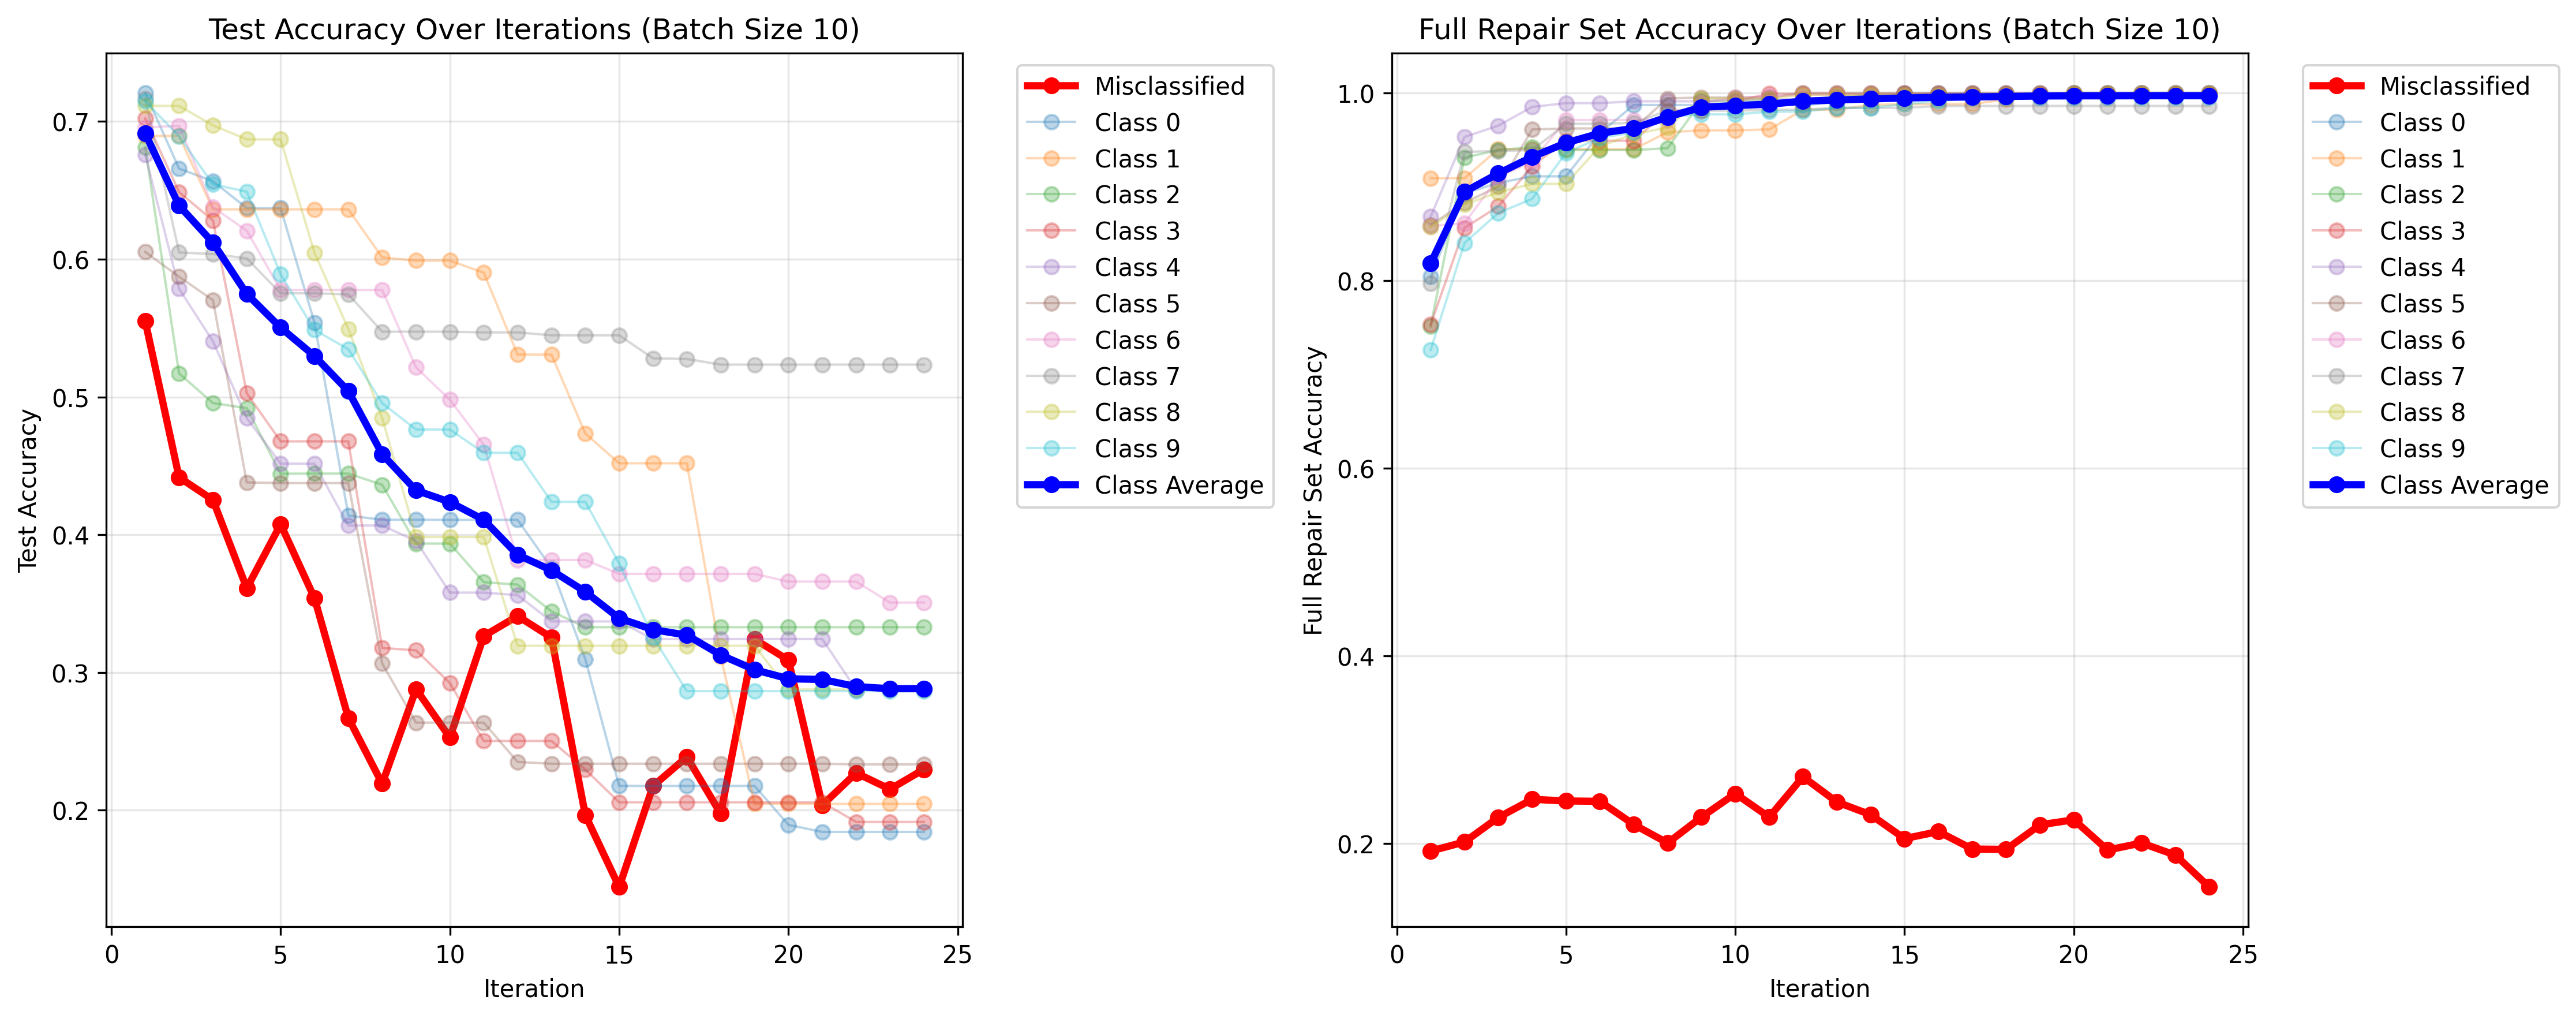 Test Accuracy Over Iterations (Batch Size 10)
Test Accuracy
0.7
0.6
0.5
0.4
0.3
0.2
0
5
10
15
20
25
Iteration
Misclassified
Class 0
Class 1
Class 2
Class 3
Class 4
Class 5
Class 6
Class 7
Class 8
Class 9
Class Average
Full Repair Set Accuracy Over Iterations (Batch Size 10)
Full Repair Set Accuracy
1.0
0.8
0.6
0.4
0.2
0
5
10
15
20
25
Iteration
Misclassified
Class 0
Class 1
Class 2
Class 3
Class 4
Class 5
Class 6
Class 7
Class 8
Class 9
Class Average